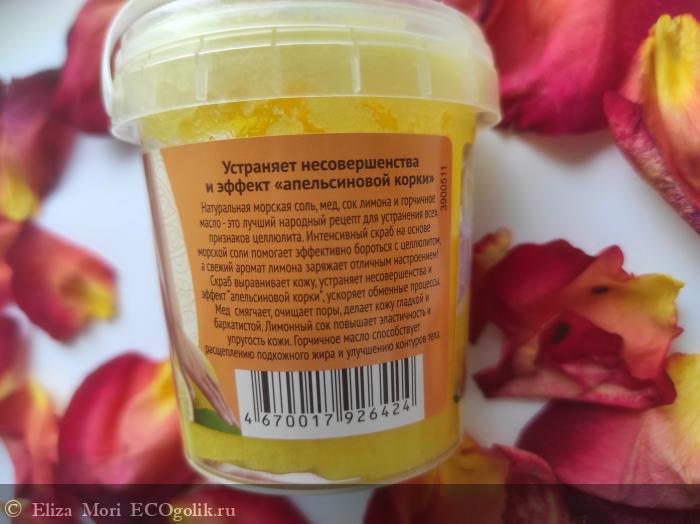 Устраняет несовершенства
и эффект «апельсиновой корки»
3900511
Натуральная морская соль, мед, сок лимона и горчичное
масло - это лучший народный рецепт для устранения всех
признаков целлюлита. Интенсивный скраб на основе
морской соли помогает эффективно бороться с целлюлитом,
а свежий аромат лимона заряжает отличным настроением!
Скраб выравнивает кожу, устраняет несовершенства и
эффект "апельсиновой корки", ускоряет обменные процессы.
Мед смягчает, очищает поры, делает кожу гладкой и
бархатистой. Лимонный сок повышает эластичность и
упругость кожи. Горчичное масло способствует
расщеплению подкожного жира и улучшению контуров тела.
4 670017 926424
© Eliza Mori ECOgolik.ru